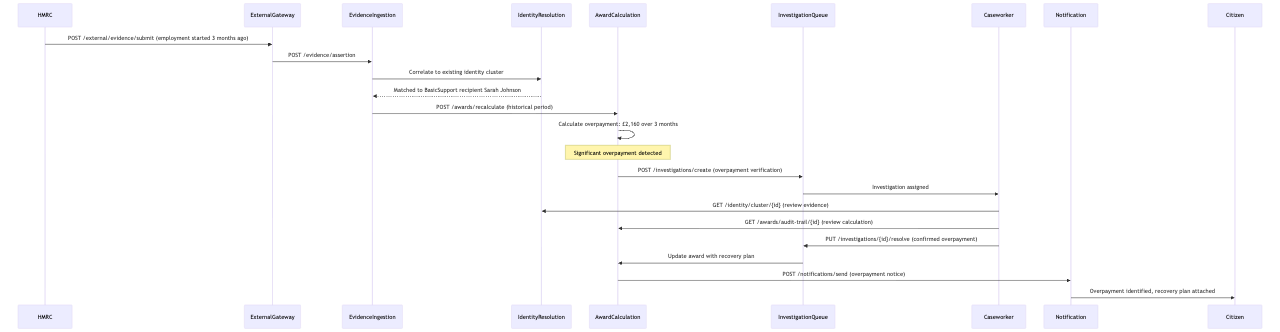 HMRC
ExternalGateway
EvidenceIngestion
IdentityResolution
AwardCalculation
InvestigationQueue
Caseworker
Notification
Citizen
POST /external/evidence/submit (employment started 3 months ago)
POST /evidence/assertion
Correlate to existing identity cluster
Matched to BasicSupport recipient Sarah Johnson
POST /awards/recalculate (historical period)
Calculate overpayment: £2,160 over 3 months
Significant overpayment detected
POST /investigations/create (overpayment verification)
Investigation assigned
GET /identity/cluster/{id} (review evidence)
GET /awards/audit-trail/{id} (review calculation)
PUT /investigations/{id}/resolve (confirmed overpayment)
Update award with recovery plan
POST /notifications/send (overpayment notice)
Overpayment identified, recovery plan attached
HMRC
ExternalGateway
EvidenceIngestion
IdentityResolution
AwardCalculation
InvestigationQueue
Caseworker
Notification
Citizen